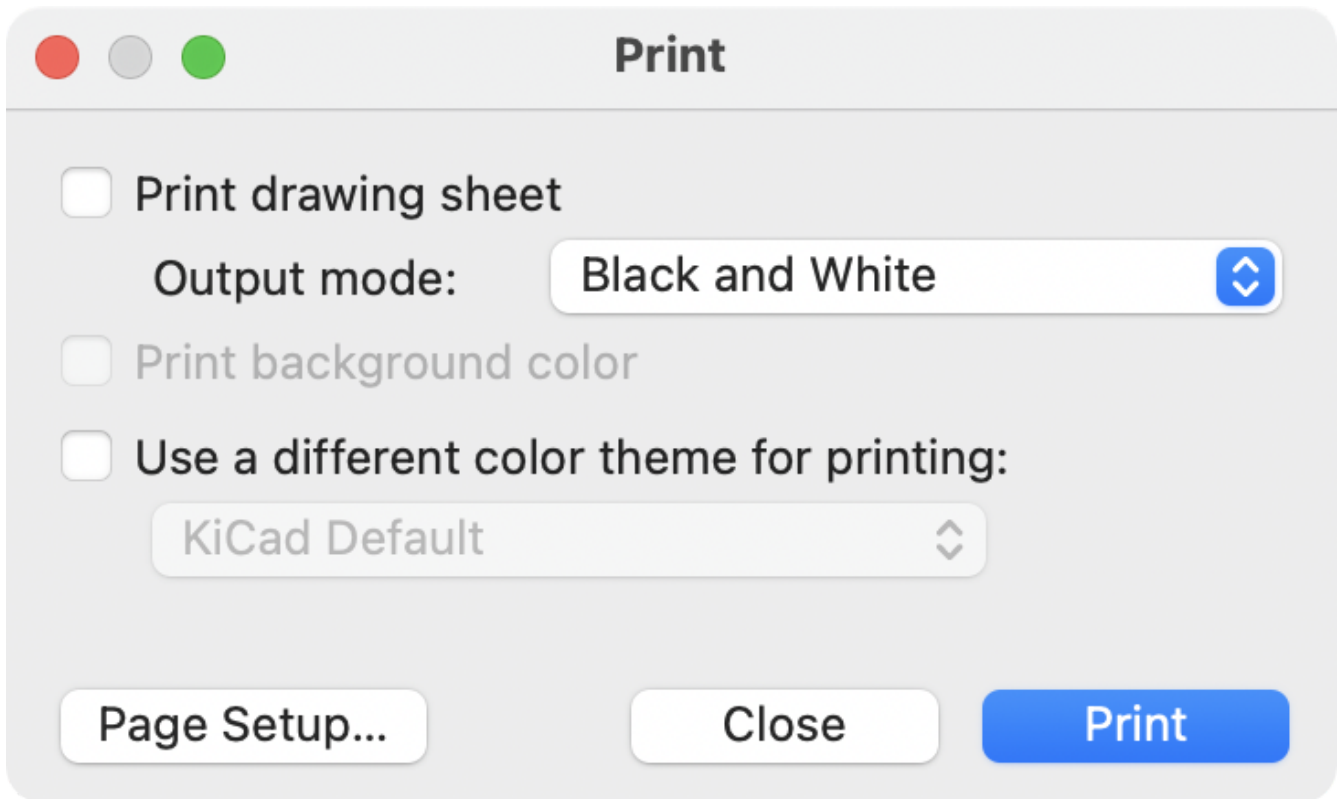 Print
Print drawing sheet
Output mode: Black and White
Print background color
Use a different color theme for printing:
KiCad Default
Page Setup... Close Print